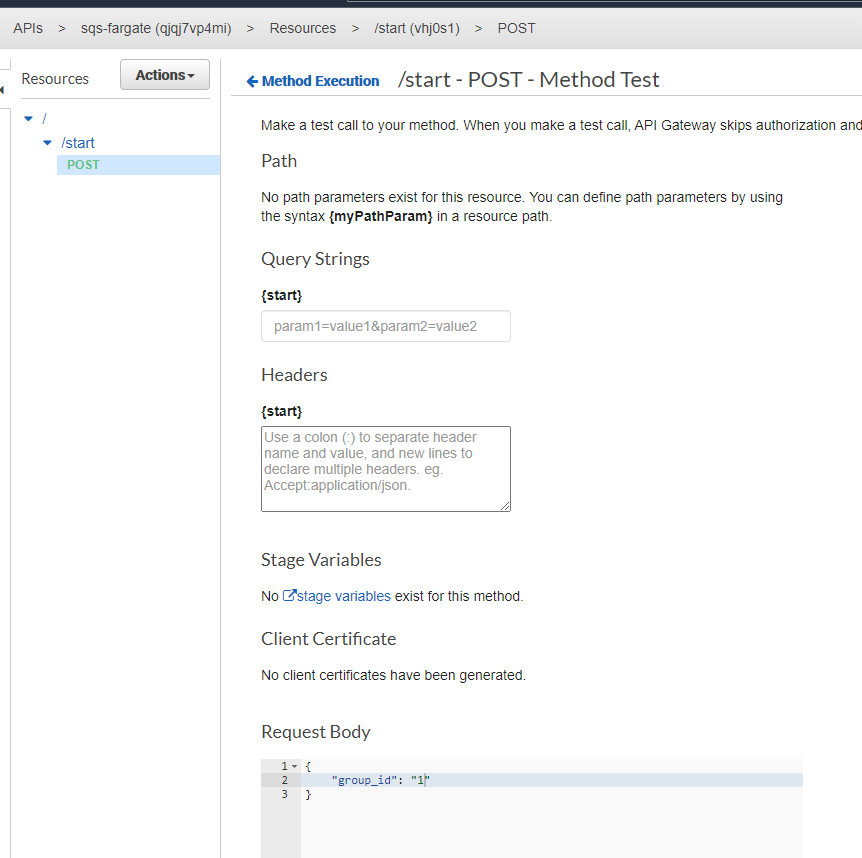 APIs > sqs-fargate (qjqj7vp4mi) > Resources > /start (vhj0s1) > POST
Resources
Actions
/
/start
POST
Method Execution /start - POST - Method Test
Make a test call to your method. When you make a test call, API Gateway skips authorization and
Path
No path parameters exist for this resource. You can define path parameters by using
the syntax {myPathParam} in a resource path.
Query Strings
{start}
param1=value1&param2=value2
Headers
{start}
Use a colon (:) to separate header
name and value, and new lines to
declare multiple headers. eg.
Accept:application/json.
Stage Variables
No stage variables exist for this method.
Client Certificate
No client certificates have been generated.
Request Body
1 {
2 "group_id": "1"
3 }